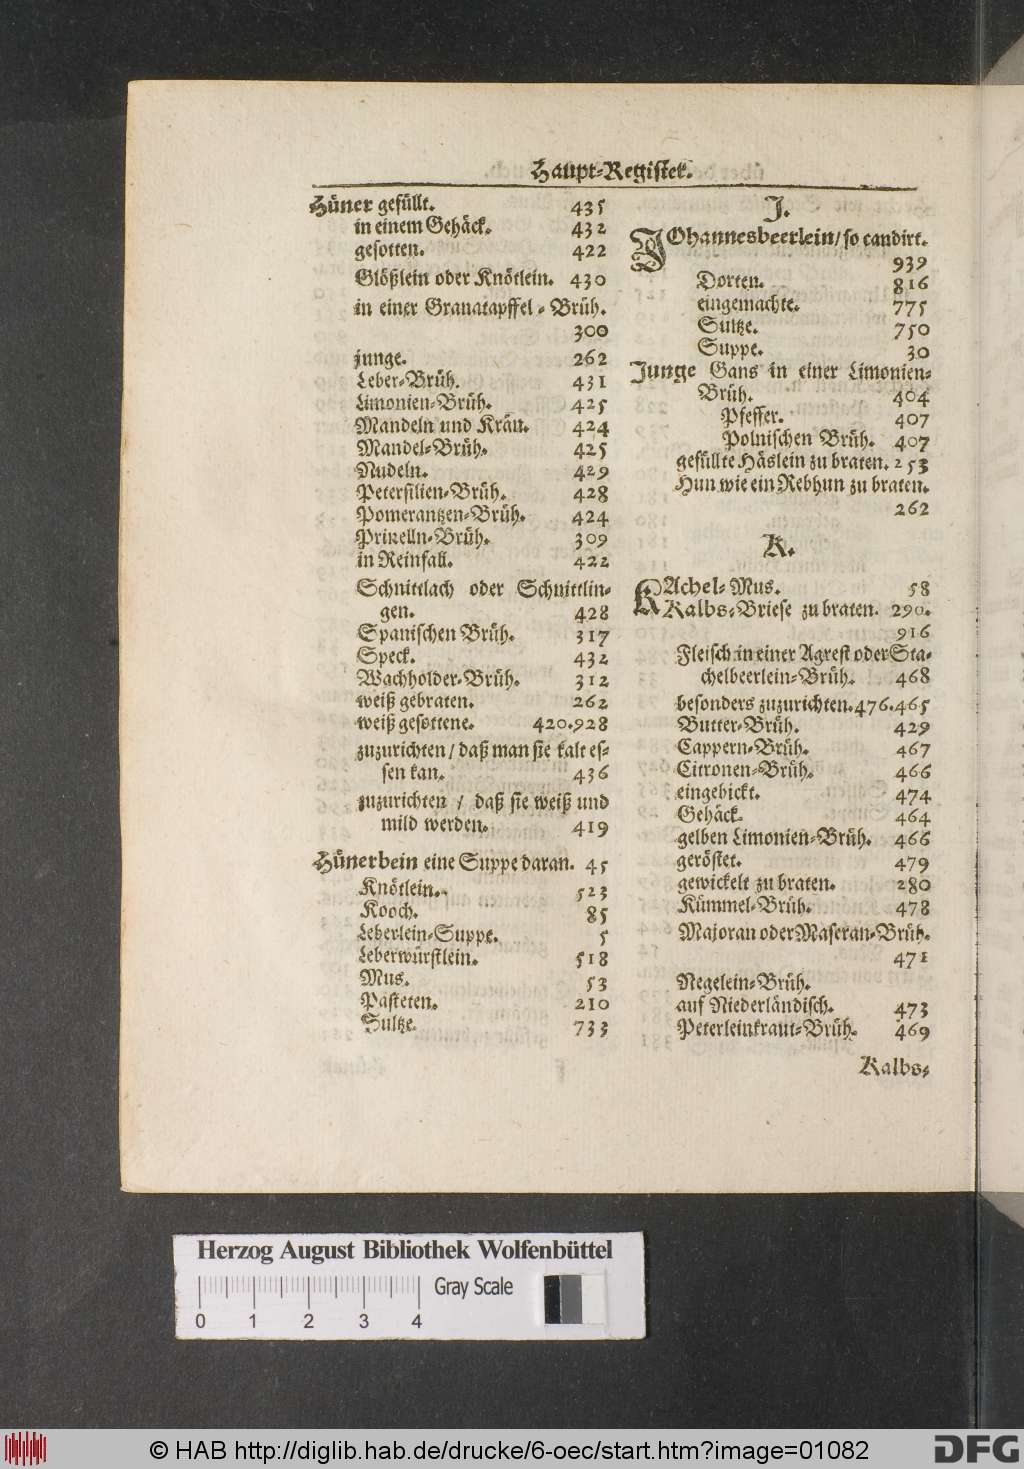 Haupt-Register.
Hüner gefüllt. 435
in einem Gehäck. 432
gesotten. 422
Glößlein oder Knötlein. 430
in einer Granatapffel-Brüh.
300
junge. 262
Leber-Brüh. 431
Limonien-Brüh. 425
Mandeln und Krän. 424
Mandel-Brüh. 425
Nudeln. 429
Petersilien-Brüh. 428
Pomerantzen-Brüh. 424
Prinelln-Brüh. 309
in Reinfall. 422
Schnittlach oder Schnittlin-
gen. 428
Spanischen Brüh. 317
Speck. 432
Wachholder-Brüh. 312
weiß gebraten. 262
weiß gesottene. 420.928
zuzurichten / daß man sie kalt es-
sen kan. 436
zuzurichten / daß sie weiß und
mild werden. 419
Hünerbein eine Suppe daran. 45
Knötlein. 523
Kooch. 85
Leberlein-Suppe. 5
Leberwürstlein. 518
Mus. 53
Pasteten. 210
Sultze. 733
J.
JOhannesbeerlein / so candirt.
939
Dorten. 816
eingemachte. 775
Sultze. 750
Suppe. 30
Junge Gans in einer Limonien-
Brüh. 404
Pfeffer. 407
Polnischen Brüh. 407
gefüllte Häslein zu braten. 253
Hun wie ein Rebhun zu braten.
262
K.
KAchel-Mus. 58
Kalbs-Briese zu braten. 290.
916
Fleisch in einer Agrest oder Sta-
chelbeerlein-Brüh. 468
besonders zuzurichten. 476.465
Butter-Brüh. 429
Cappern-Brüh. 467
Citronen-Brüh. 466
eingebickt. 474
Gehäck. 464
gelben Limonien-Brüh. 466
geröstet. 479
gewickelt zu braten. 280
Kümmel-Brüh. 478
Majoran oder Maseran-Brüh.
471
Negelein-Brüh.
auf Niederländisch. 473
Peterleinkraut-Brüh. 469
Kalbs-
Herzog August Bibliothek Wolfenbüttel
Gray Scale
0 1 2 3 4
© HAB http://diglib.hab.de/drucke/6-oec/start.htm?image=01082
DFG